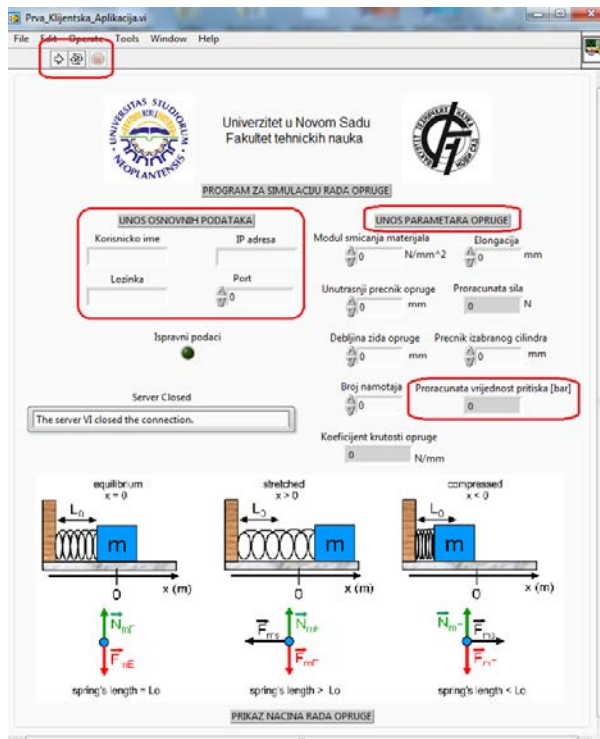 Prva_Klijentska_Aplikacija.vi
File Edit Operate Tools Window Help
UNIVERSITAS STUDIORUM
NEOPLANTENSIS
Univerzitet u Novom Sadu
Fakultet tehnickih nauka
PROGRAM ZA SIMULACIJU RADA OPRUGE
UNOS OSNOVNIH PODATAKA
Korisnicko ime
IP adresa
Lozinka
Port
0
Ispravni podaci
Server Closed
The server VI closed the connection.
UNOS PARAMETARA OPRUGE
Modul smicanja materjala
0 N/mm^2
Elongacija
0 mm
Unutrasnji precnik opruge
0 mm
Proracunata sila
0 N
Debljina zida opruge
0 mm
Precnik izabranog cilindra
0 mm
Broj namotaja
0
Proracunata vrijednost pritiska [bar]
0
Koeficijent krutosti opruge
0 N/mm
equilibrium
x = 0
L₀
m
0 x (m)
spring's length = Lo
stretched
x > 0
L₀
m
0 x (m)
spring's length > Lo
compressed
x < 0
L₀
m
0 x (m)
spring's length < Lo
PRIKAZ NACINA RADA OPRUGE